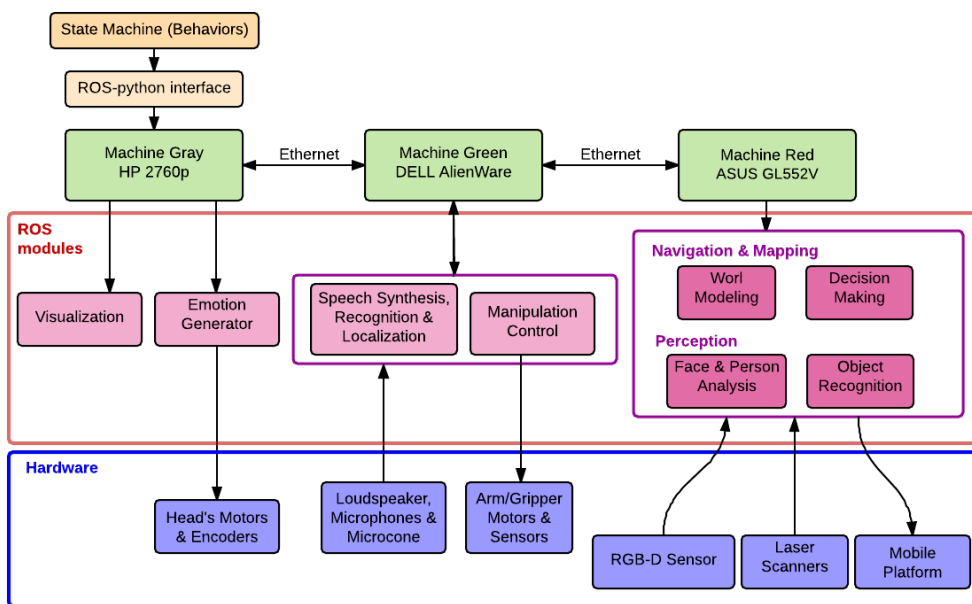 State Machine (Behaviors)
ROS-python interface
Machine Gray
HP 2760p
Ethernet
Machine Green
DELL AlienWare
Ethernet
Machine Red
ASUS GL552V
ROS
modules
Navigation & Mapping
Worl
Modeling
Decision
Making
Visualization
Emotion
Generator
Speech Synthesis,
Recognition &
Localization
Manipulation
Control
Perception
Face & Person
Analysis
Object
Recognition
Hardware
Head's Motors
& Encoders
Loudspeaker,
Microphones &
Microcone
Arm/Gripper
Motors &
Sensors
RGB-D Sensor
Laser
Scanners
Mobile
Platform